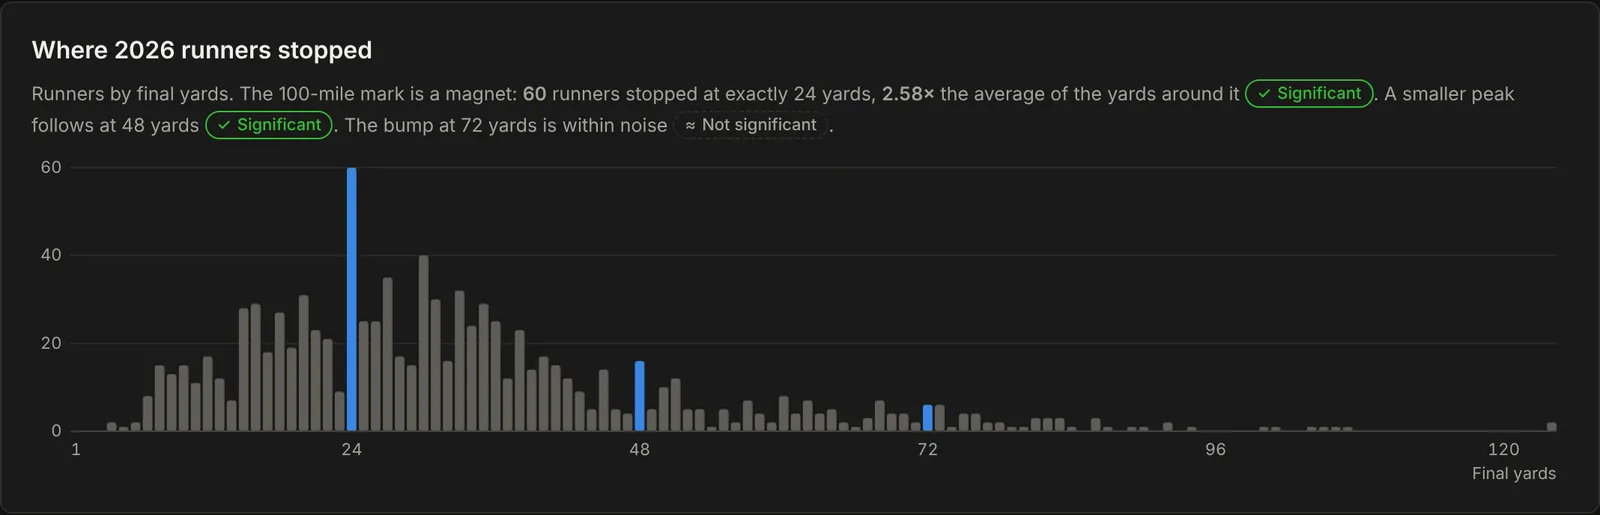 Where 2026 runners stopped
Runners by final yards. The 100-mile mark is a magnet: 60 runners stopped at exactly 24 yards, 2.58× the average of the yards around it ✓ Significant. A smaller peak
follows at 48 yards ✓ Significant. The bump at 72 yards is within noise ≈ Not significant.
60
40
20
0
1 24 48 72 96 120
Final yards